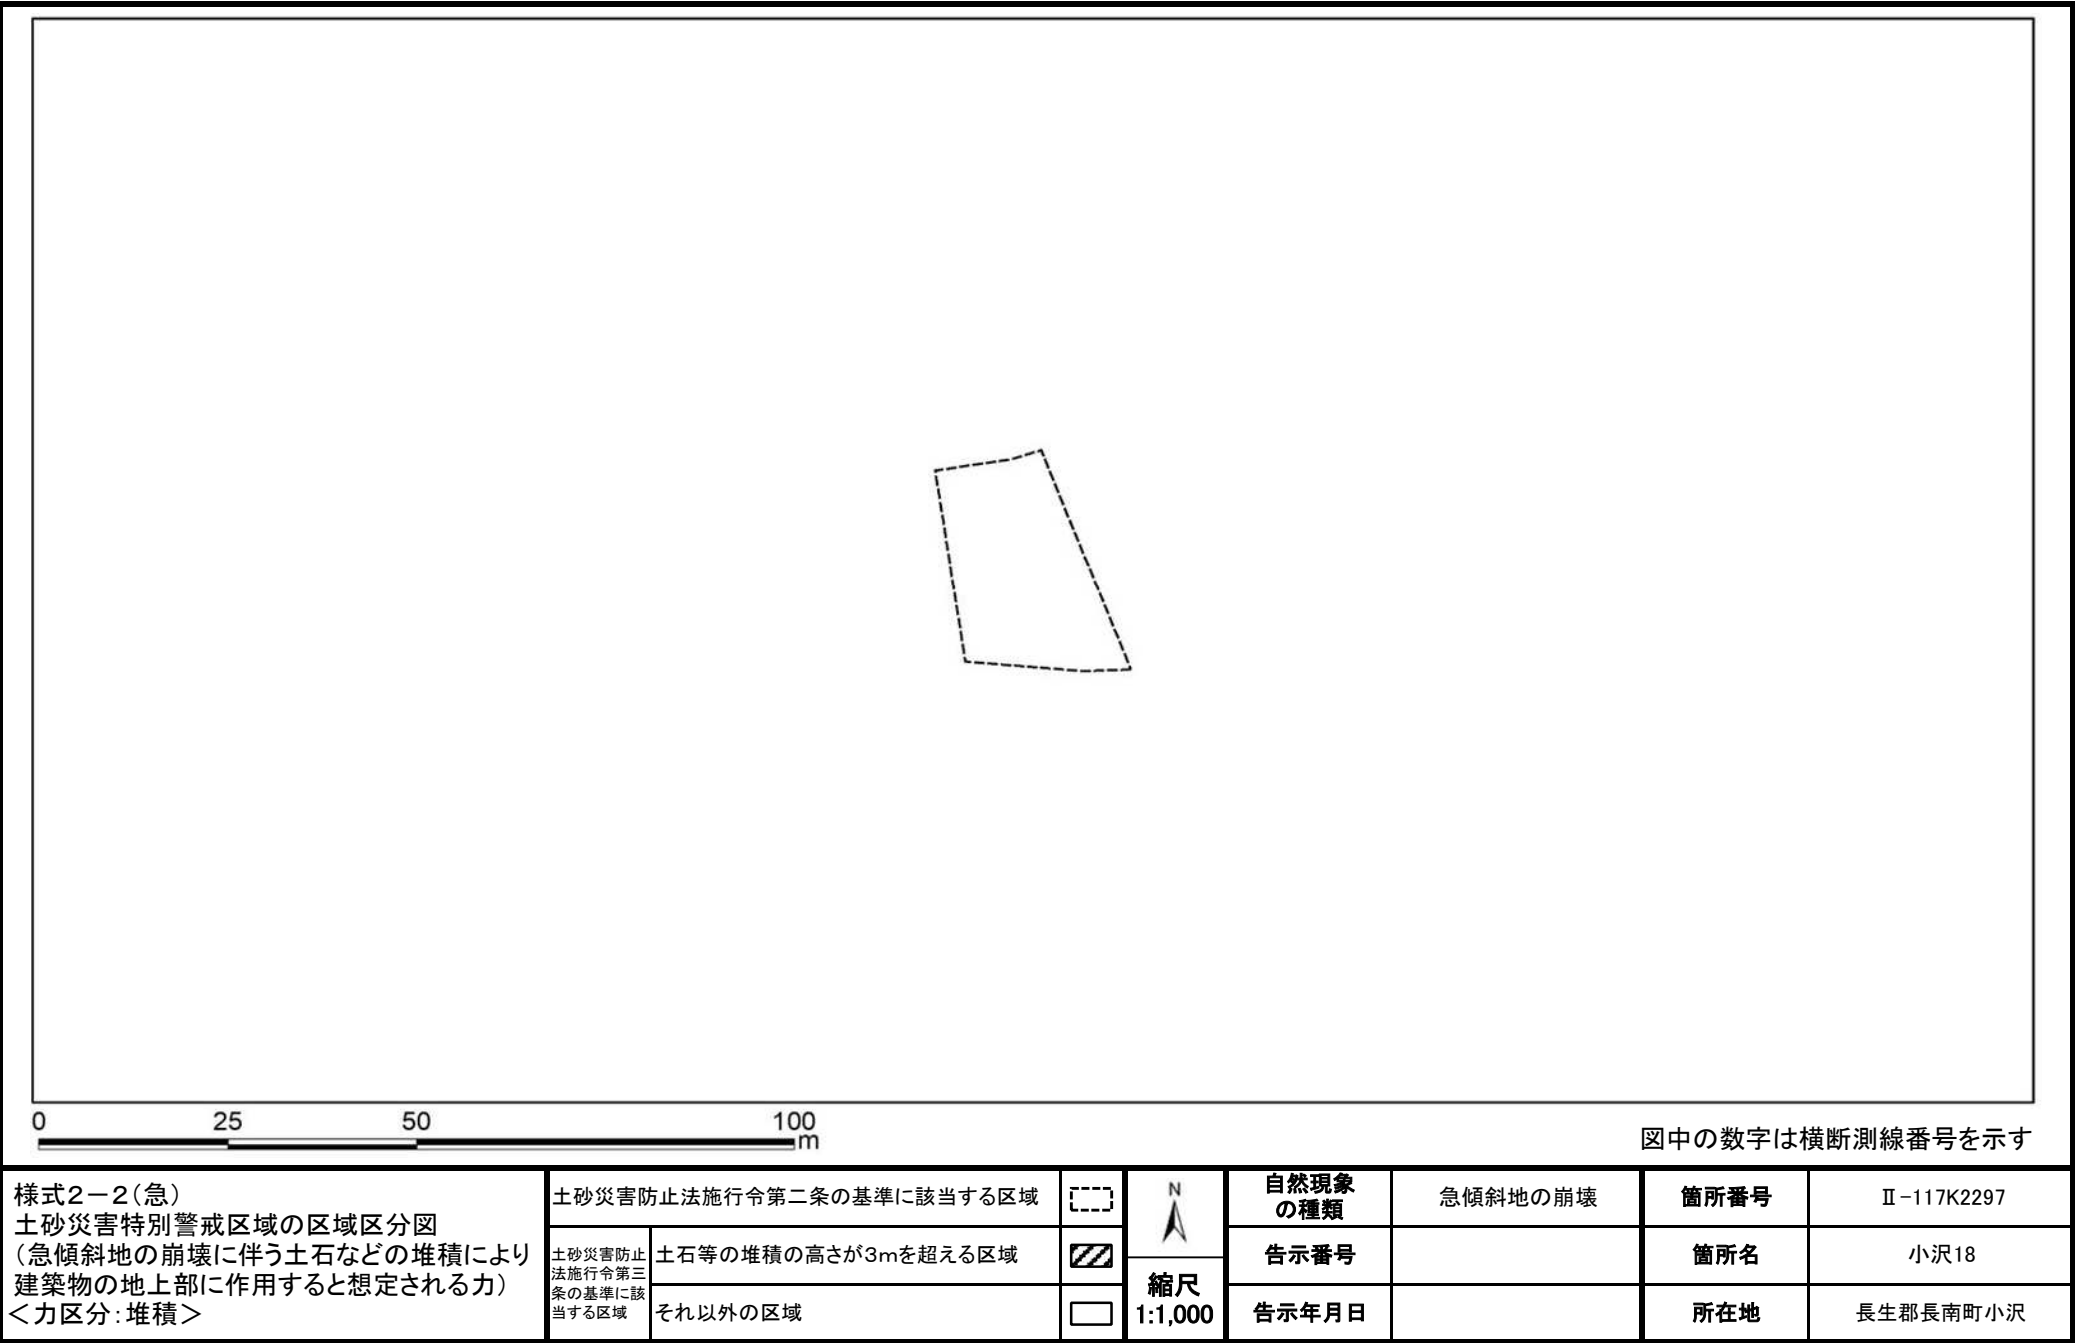 0 25 50 100
m
図中の数字は横断測線番号を示す
様式2-2(急)
土砂災害特別警戒区域の区域区分図
(急傾斜地の崩壊に伴う土石などの堆積により
建築物の地上部に作用すると想定される力)
<力区分:堆積>
土砂災害防止法施行令第二条の基準に該当する区域
土砂災害防止
法施行令第三
条の基準に該
当する区域
土石等の堆積の高さが3mを超える区域
それ以外の区域
N
縮尺
1:1,000
自然現象
の種類
急傾斜地の崩壊
箇所番号
Ⅱ-117K2297
告示番号
箇所名
小沢18
告示年月日
所在地
長生郡長南町小沢